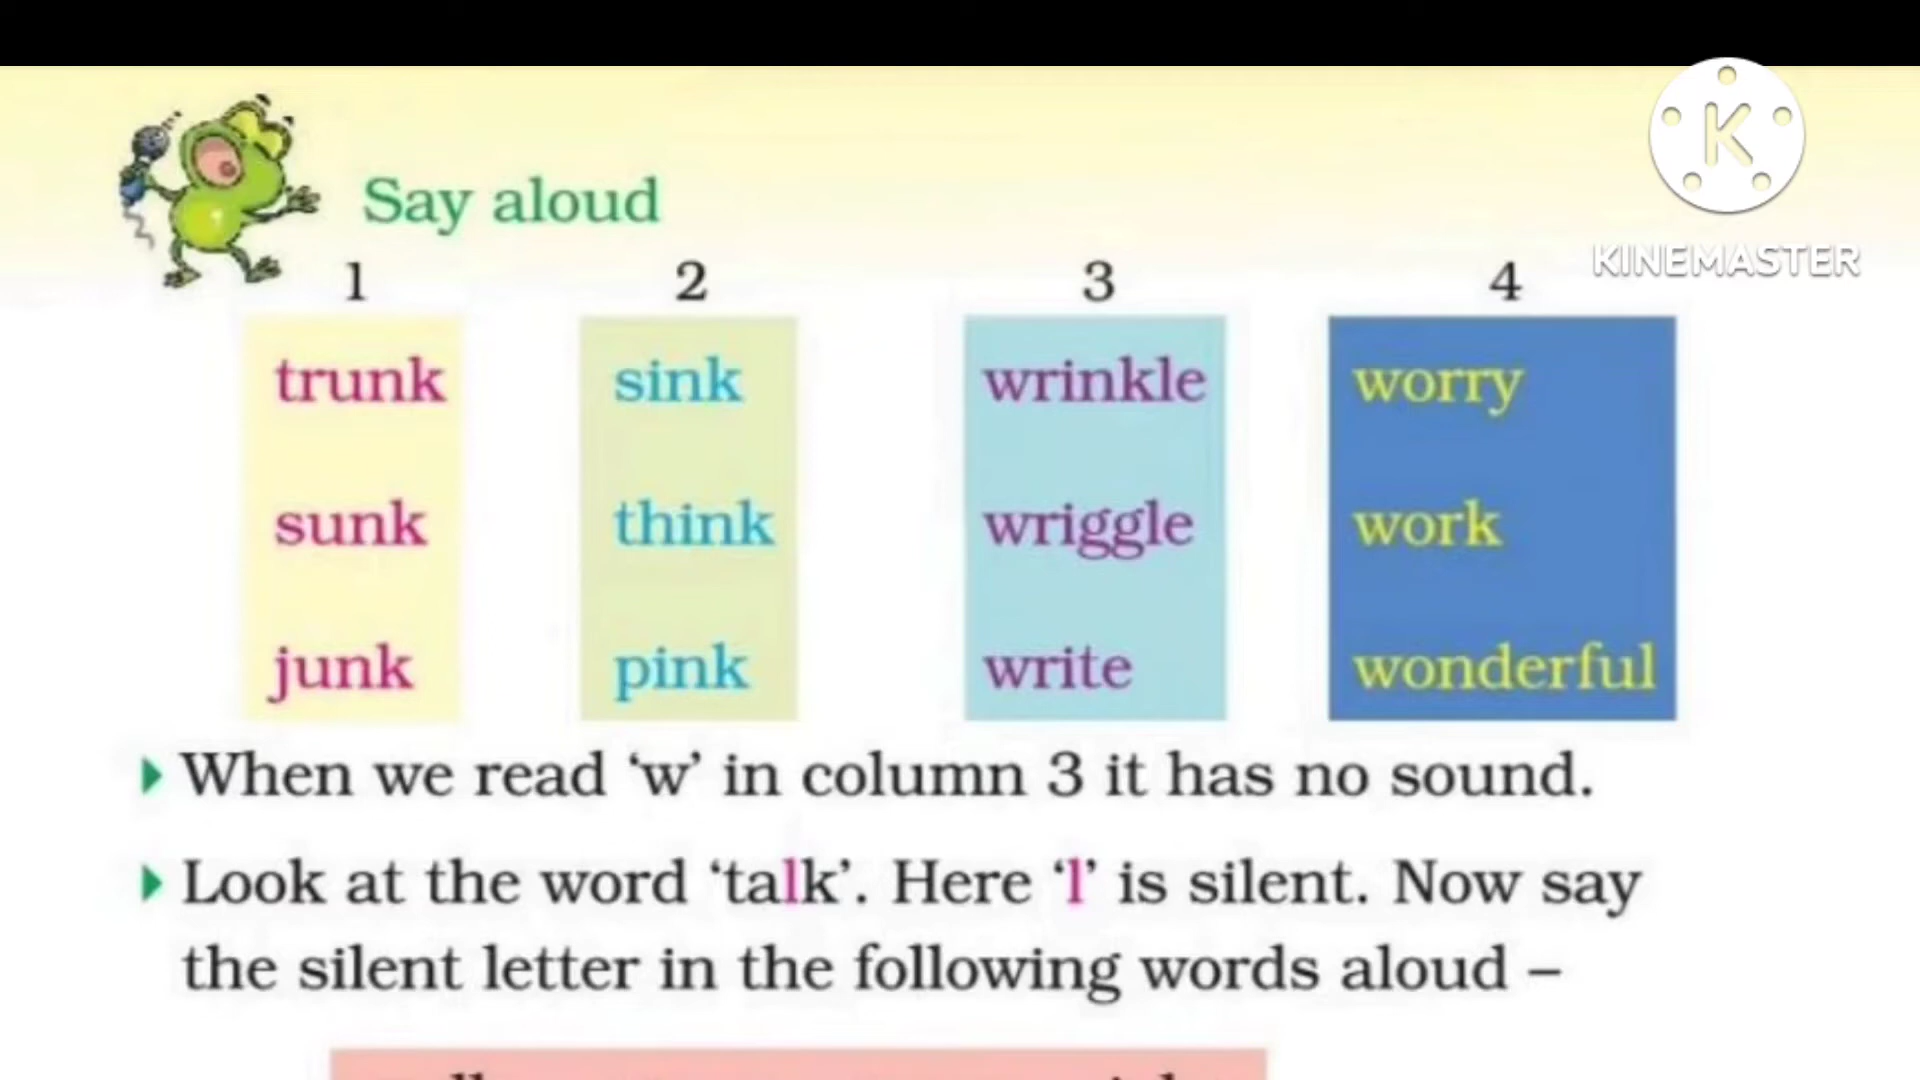 K
KINEMASTER
Say aloud
1 2 3 4
trunk sink wrinkle worry
sunk think wriggle work
junk pink write wonderful
When we read ‘w’ in column 3 it has no sound.
Look at the word ‘talk’. Here ‘l’ is silent. Now say
the silent letter in the following words aloud –